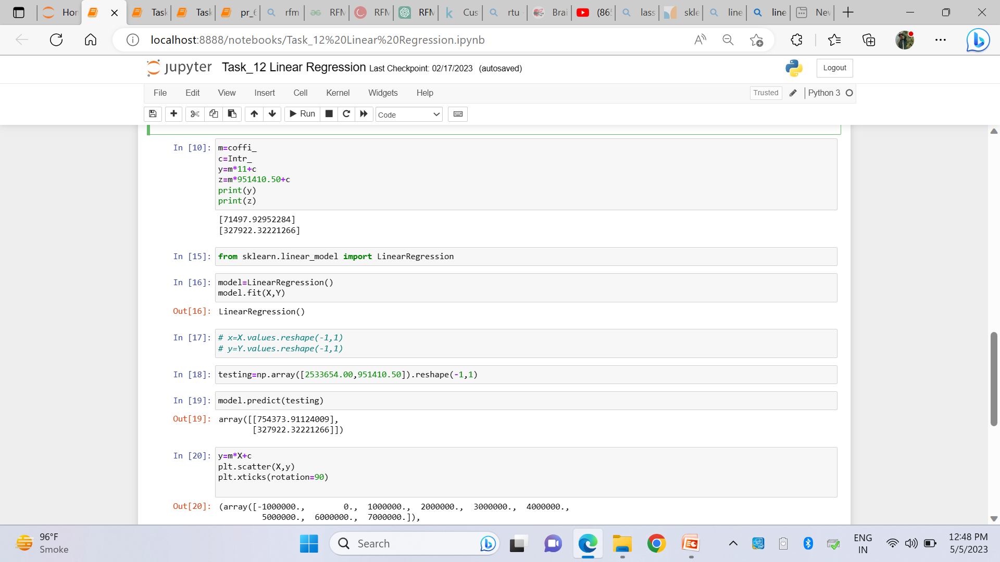 Hor
Task
Task
pr_6
rfm
RFM
RFM
RFM
Cus
rtu
Brai
(865
lass
skle
line
line
Nev
localhost:8888/notebooks/Task_12%20Linear%20Regression.ipynb
jupyter Task_12 Linear Regression Last Checkpoint: 02/17/2023 (autosaved)
Logout
File Edit View Insert Cell Kernel Widgets Help
Trusted
Python 3
Run
Code
In [10]: m=coffi_
c=Intr_
y=m*11+c
z=m*951410.50+c
print(y)
print(z)
[71497.92952284]
[327922.32221266]
In [15]: from sklearn.linear_model import LinearRegression
In [16]: model=LinearRegression()
model.fit(X,Y)
Out[16]: LinearRegression()
In [17]: # x=X.values.reshape(-1,1)
# y=Y.values.reshape(-1,1)
In [18]: testing=np.array([2533654.00,951410.50]).reshape(-1,1)
In [19]: model.predict(testing)
Out[19]: array([[754373.91124009],
[327922.32221266]])
In [20]: y=m*X+c
plt.scatter(X,y)
plt.xticks(rotation=90)
Out[20]: (array([-1000000., 0., 1000000., 2000000., 3000000., 4000000.,
5000000., 6000000., 7000000.]),
96°F
Smoke
Search
ENG
IN
12:48 PM
5/5/2023